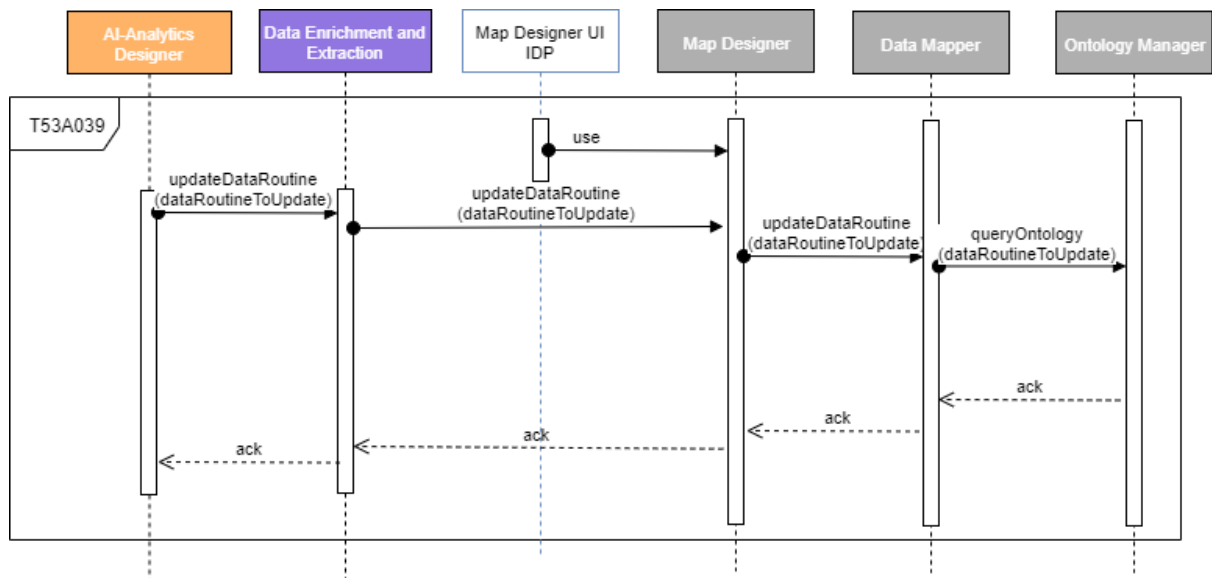 AI-Analytics
Designer
Data Enrichment and
Extraction
Map Designer UI
IDP
Map Designer
Data Mapper
Ontology Manager
T53A039
use
updateDataRoutine
(dataRoutineToUpdate)
updateDataRoutine
(dataRoutineToUpdate)
updateDataRoutine
(dataRoutineToUpdate)
queryOntology
(dataRoutineToUpdate)
ack
ack
ack
ack